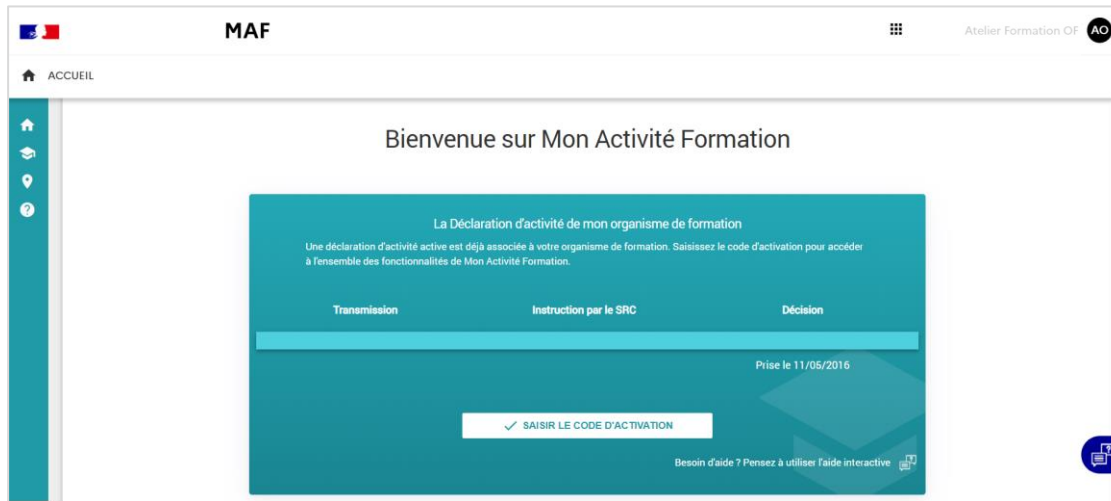 MAF
Atelier Formation OF
AO
ACCUEIL
Bienvenue sur Mon Activité Formation
La Déclaration d'activité de mon organisme de formation
Une déclaration d'activité active est déjà associée à votre organisme de formation. Saisissez le code d'activation pour accéder
à l'ensemble des fonctionnalités de Mon Activité Formation.
Transmission Instruction par le SRC Décision
Prise le 11/05/2016
SAISIR LE CODE D'ACTIVATION
Besoin d'aide ? Pensez à utiliser l'aide interactive